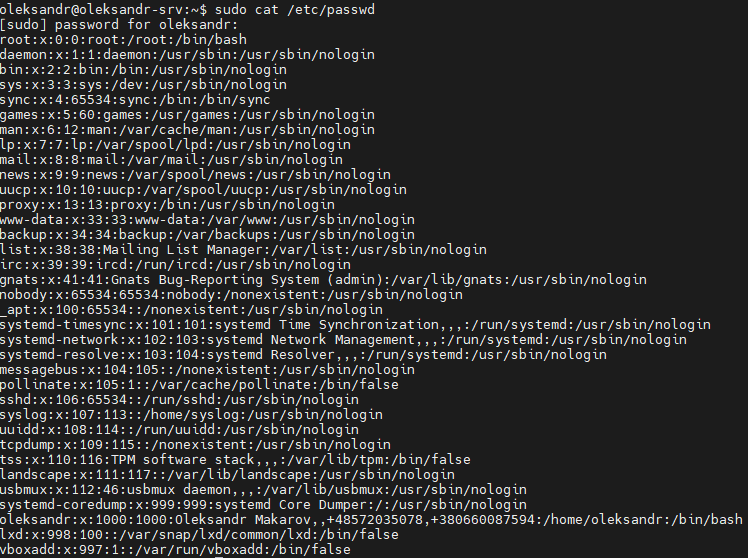 oleksandr@oleksandr-srv:~$ sudo cat /etc/passwd
[sudo] password for oleksandr:
root:x:0:0:root:/root:/bin/bash
daemon:x:1:1:daemon:/usr/sbin:/usr/sbin/nologin
bin:x:2:2:bin:/bin:/usr/sbin/nologin
sys:x:3:3:sys:/dev:/usr/sbin/nologin
sync:x:4:65534:sync:/bin:/bin/sync
games:x:5:60:games:/usr/games:/usr/sbin/nologin
man:x:6:12:man:/var/cache/man:/usr/sbin/nologin
lp:x:7:7:lp:/var/spool/lpd:/usr/sbin/nologin
mail:x:8:8:mail:/var/mail:/usr/sbin/nologin
news:x:9:9:news:/var/spool/news:/usr/sbin/nologin
uucp:x:10:10:uucp:/var/spool/uucp:/usr/sbin/nologin
proxy:x:13:13:proxy:/bin:/usr/sbin/nologin
www-data:x:33:33:www-data:/var/www:/usr/sbin/nologin
backup:x:34:34:backup:/var/backups:/usr/sbin/nologin
list:x:38:38:Mailing List Manager:/var/list:/usr/sbin/nologin
irc:x:39:39:ircd:/run/ircd:/usr/sbin/nologin
gnats:x:41:41:Gnats Bug-Reporting System (admin):/var/lib/gnats:/usr/sbin/nologin
nobody:x:65534:65534:nobody:/nonexistent:/usr/sbin/nologin
_apt:x:100:65534::/nonexistent:/usr/sbin/nologin
systemd-timesync:x:101:101:systemd Time Synchronization,,,:/run/systemd:/usr/sbin/nologin
systemd-network:x:102:103:systemd Network Management,,,:/run/systemd:/usr/sbin/nologin
systemd-resolve:x:103:104:systemd Resolver,,,:/run/systemd:/usr/sbin/nologin
messagebus:x:104:105::/nonexistent:/usr/sbin/nologin
pollinate:x:105:1::/var/cache/pollinate:/bin/false
sshd:x:106:65534::/run/sshd:/usr/sbin/nologin
syslog:x:107:113::/home/syslog:/usr/sbin/nologin
uuidd:x:108:114::/run/uuidd:/usr/sbin/nologin
tcpdump:x:109:115::/nonexistent:/usr/sbin/nologin
tss:x:110:116:TPM software stack,,,:/var/lib/tpm:/bin/false
landscape:x:111:117::/var/lib/landscape:/usr/sbin/nologin
usbmux:x:112:46:usbmux daemon,,,:/var/lib/usbmux:/usr/sbin/nologin
systemd-coredump:x:999:999:systemd Core Dumper:/:/usr/sbin/nologin
oleksandr:x:1000:1000:Oleksandr Makarov,,+48572035078,+380660087594:/home/oleksandr:/bin/bash
lxd:x:998:100::/var/snap/lxd/common/lxd:/bin/false
vboxadd:x:997:1::/var/run/vboxadd:/bin/false